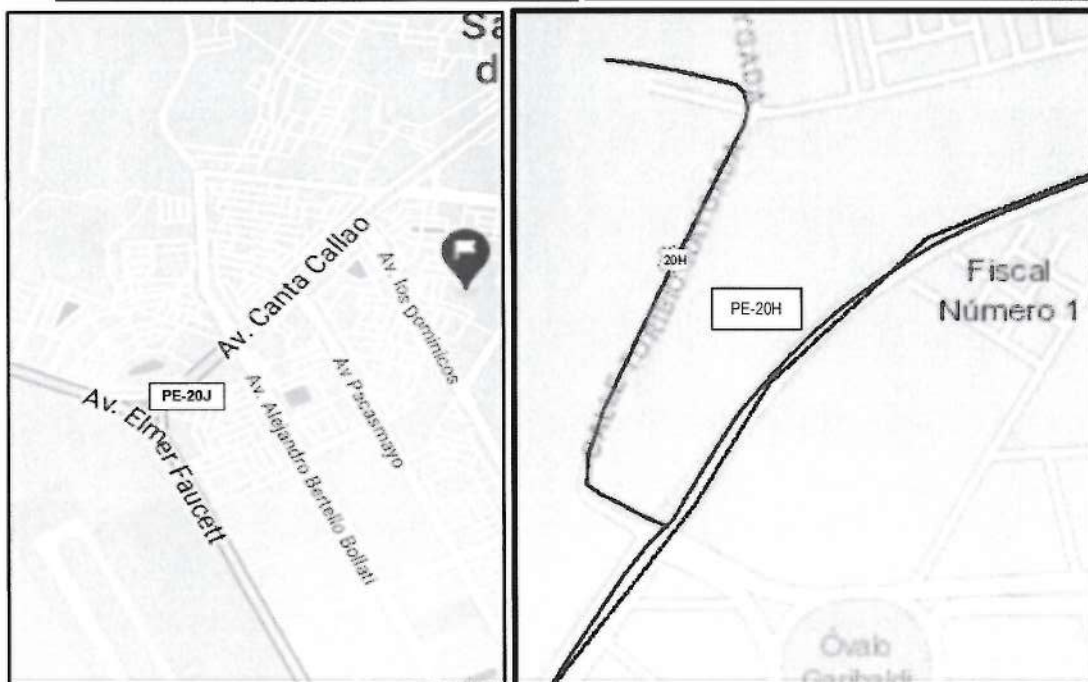 Sa
d
Av. Canta Callao
Av. los Dominicos
PE-20J
Av. Elmer Faucett
Av Pacasmayo
Av. Alejandro Bertello Bollati
20H
PE-20H
Fiscal
Número 1
Óvalo
Garibaldi